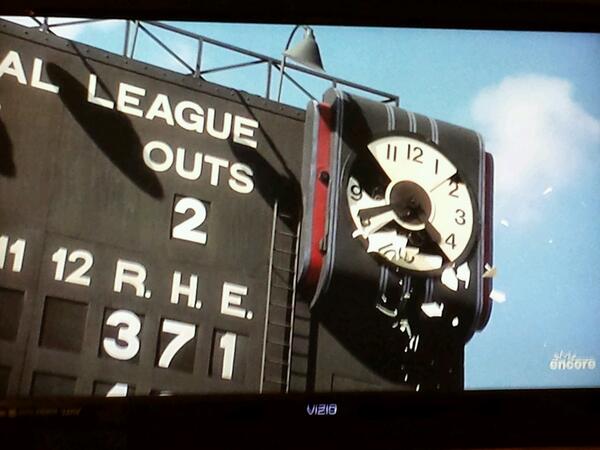 AL LEAGUE
OUTS
2
11 12 R. H. E.
3 7 1
11 12 1
2
9 3
4
encore
VIZIO